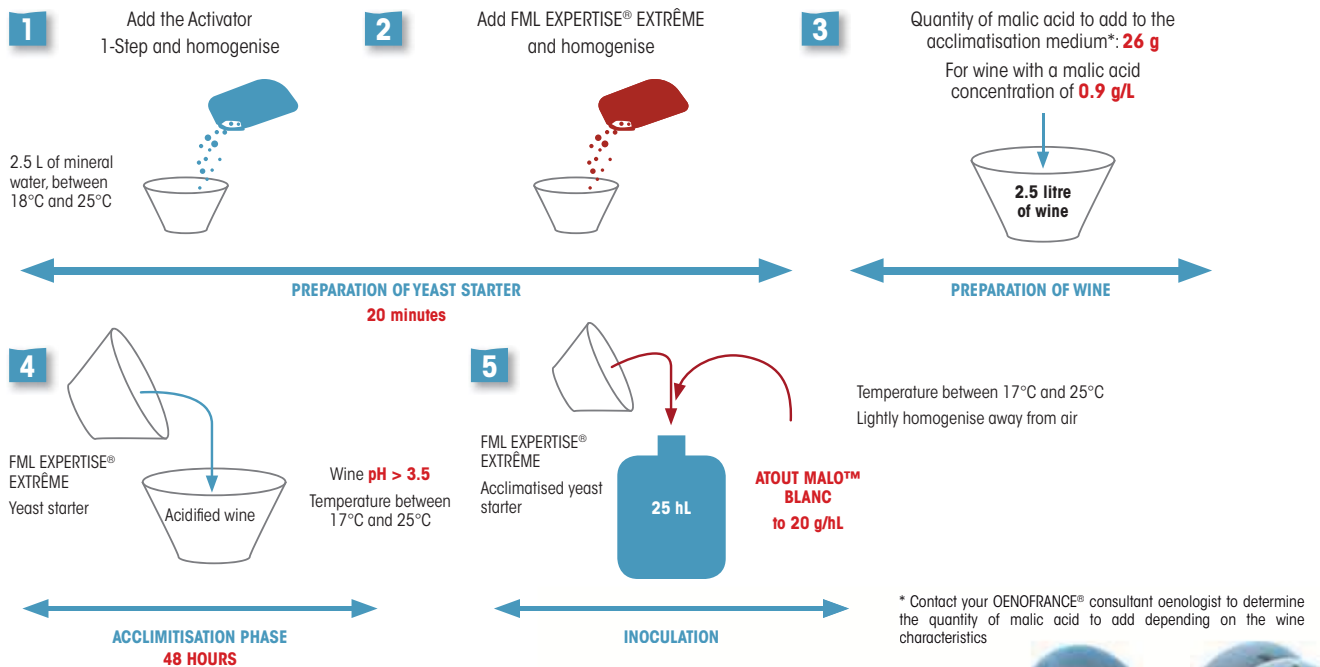 1
Add the Activator
1-Step and homogenise
2.5 L of mineral
water, between
18°C and 25°C
2
Add FML EXPERTISE® EXTRÊME
and homogenise
PREPARATION OF YEAST STARTER
20 minutes
3
Quantity of malic acid to add to the
acclimatisation medium*: 26 g
For wine with a malic acid
concentration of 0.9 g/L
2.5 litre
of wine
PREPARATION OF WINE
4
FML EXPERTISE®
EXTRÊME
Yeast starter
Acidified wine
Wine pH > 3.5
Temperature between
17°C and 25°C
ACCLIMITISATION PHASE
48 HOURS
5
FML EXPERTISE®
EXTRÊME
Acclimatised yeast
starter
25 hL
ATOUT MALO™
BLANC
to 20 g/hL
Temperature between 17°C and 25°C
Lightly homogenise away from air
INOCULATION
* Contact your OENOFRANCE® consultant oenologist to determine
the quantity of malic acid to add depending on the wine
characteristics